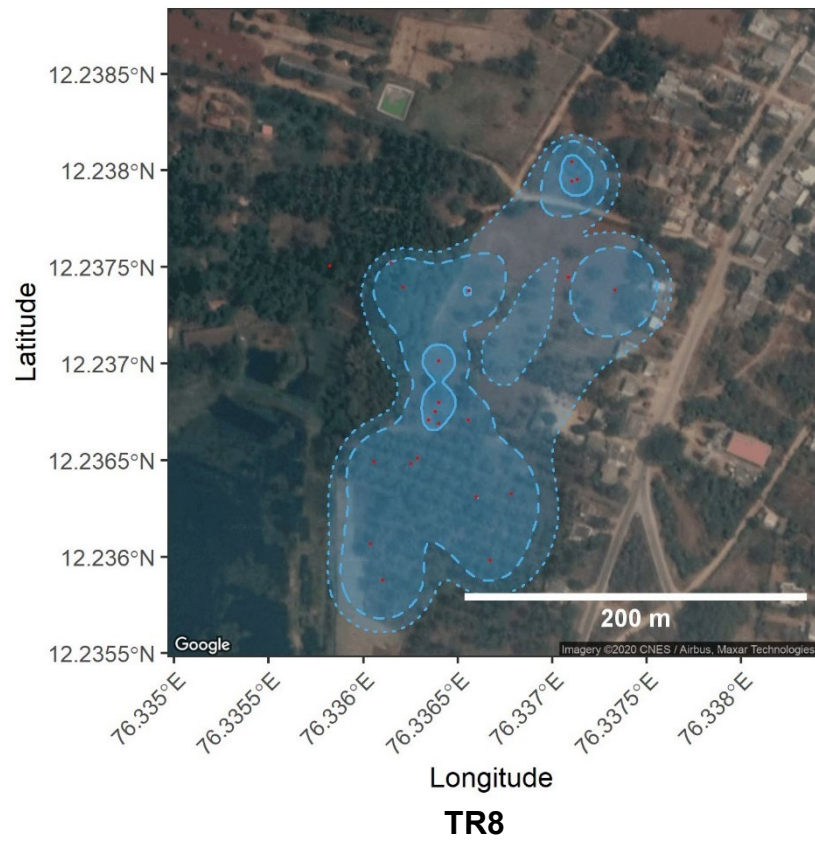 Latitude
12.2385°N
12.238°N
12.2375°N
12.237°N
12.2365°N
12.236°N
12.2355°N
200 m
Google
Imagery ©2020 CNES / Airbus, Maxar Technologies
76.335°E
76.3355°E
76.336°E
76.3365°E
76.337°E
76.3375°E
76.338°E
Longitude
TR8